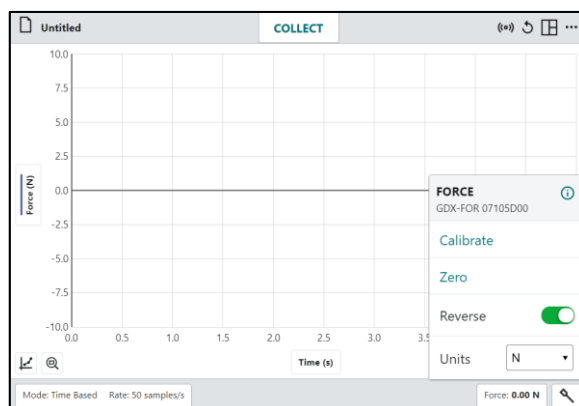 Untitled
COLLECT
10.0
7.5
5.0
2.5
0.0
-2.5
-5.0
-7.5
-10.0
Force (N)
0.0 0.5 1.0 1.5 2.0 2.5 3.0 3.5
Time (s)
FORCE
GDX-FOR 07105D00
Calibrate
Zero
Reverse
Units N
Mode: Time Based Rate: 50 samples/s
Force: 0.00 N